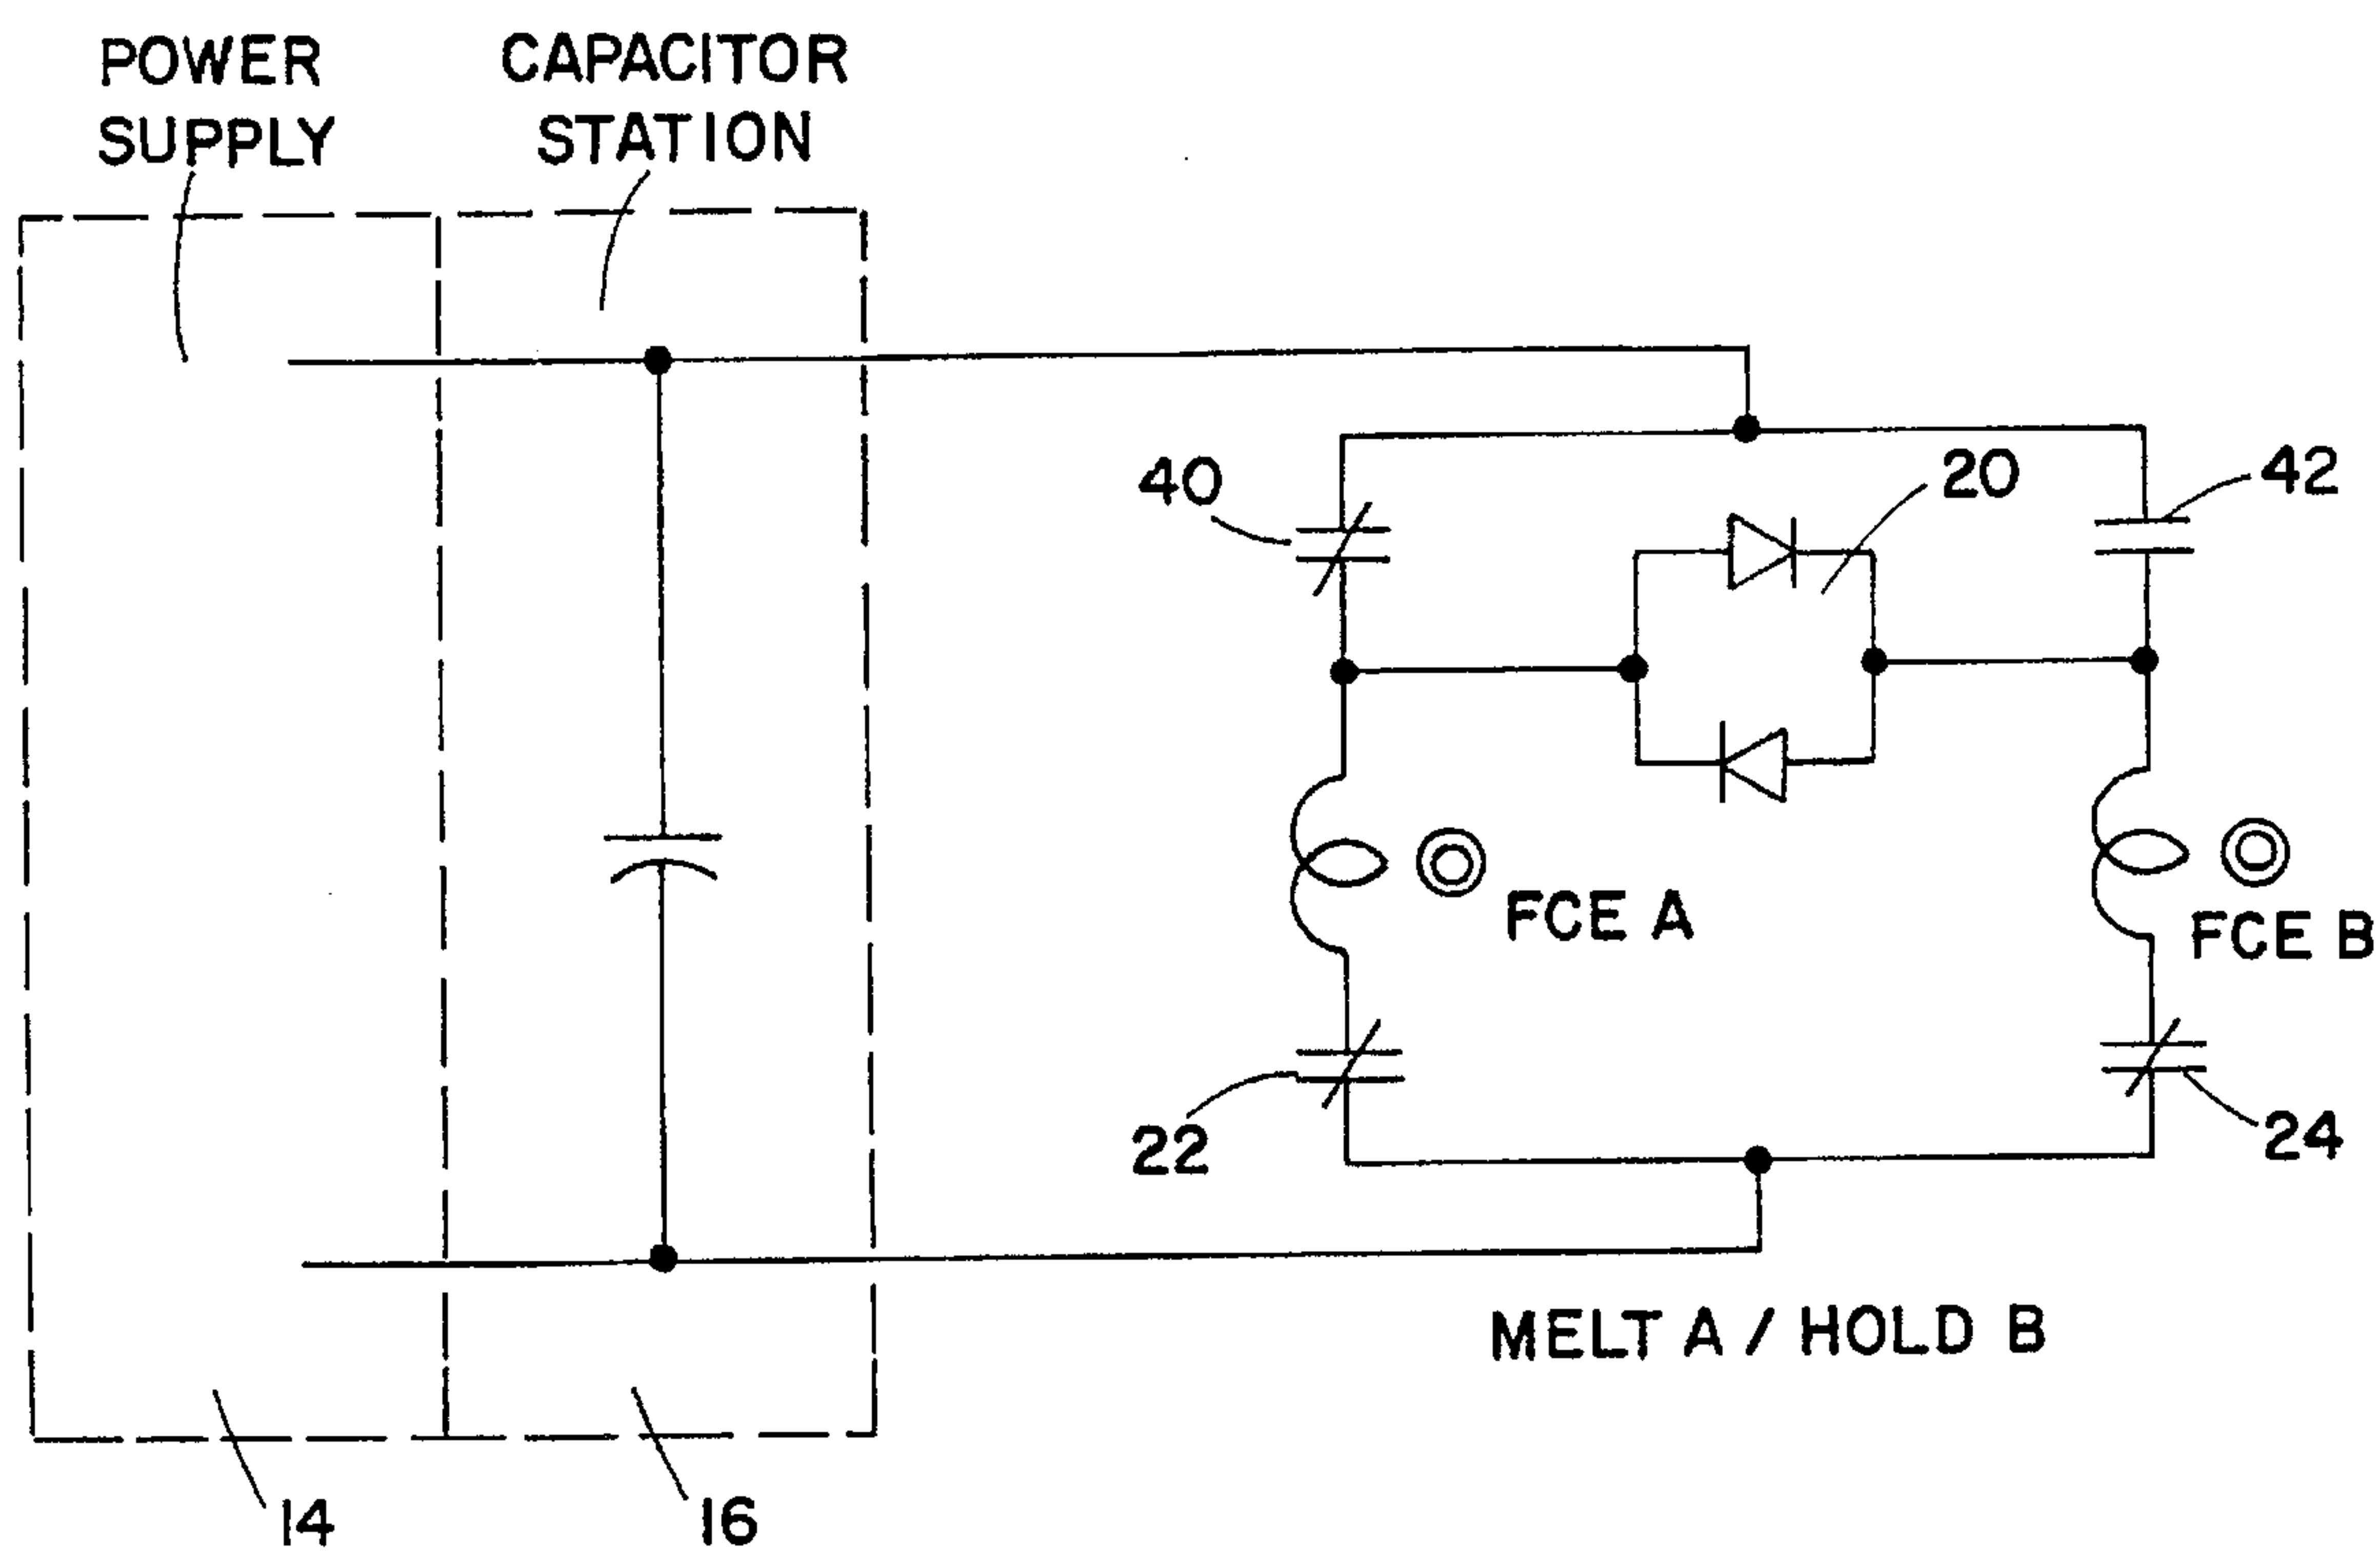 POWER
SUPPLY
CAPACITOR
STATION
40
20
42
FCE A
FCE B
22
24
MELT A / HOLD B
14
16